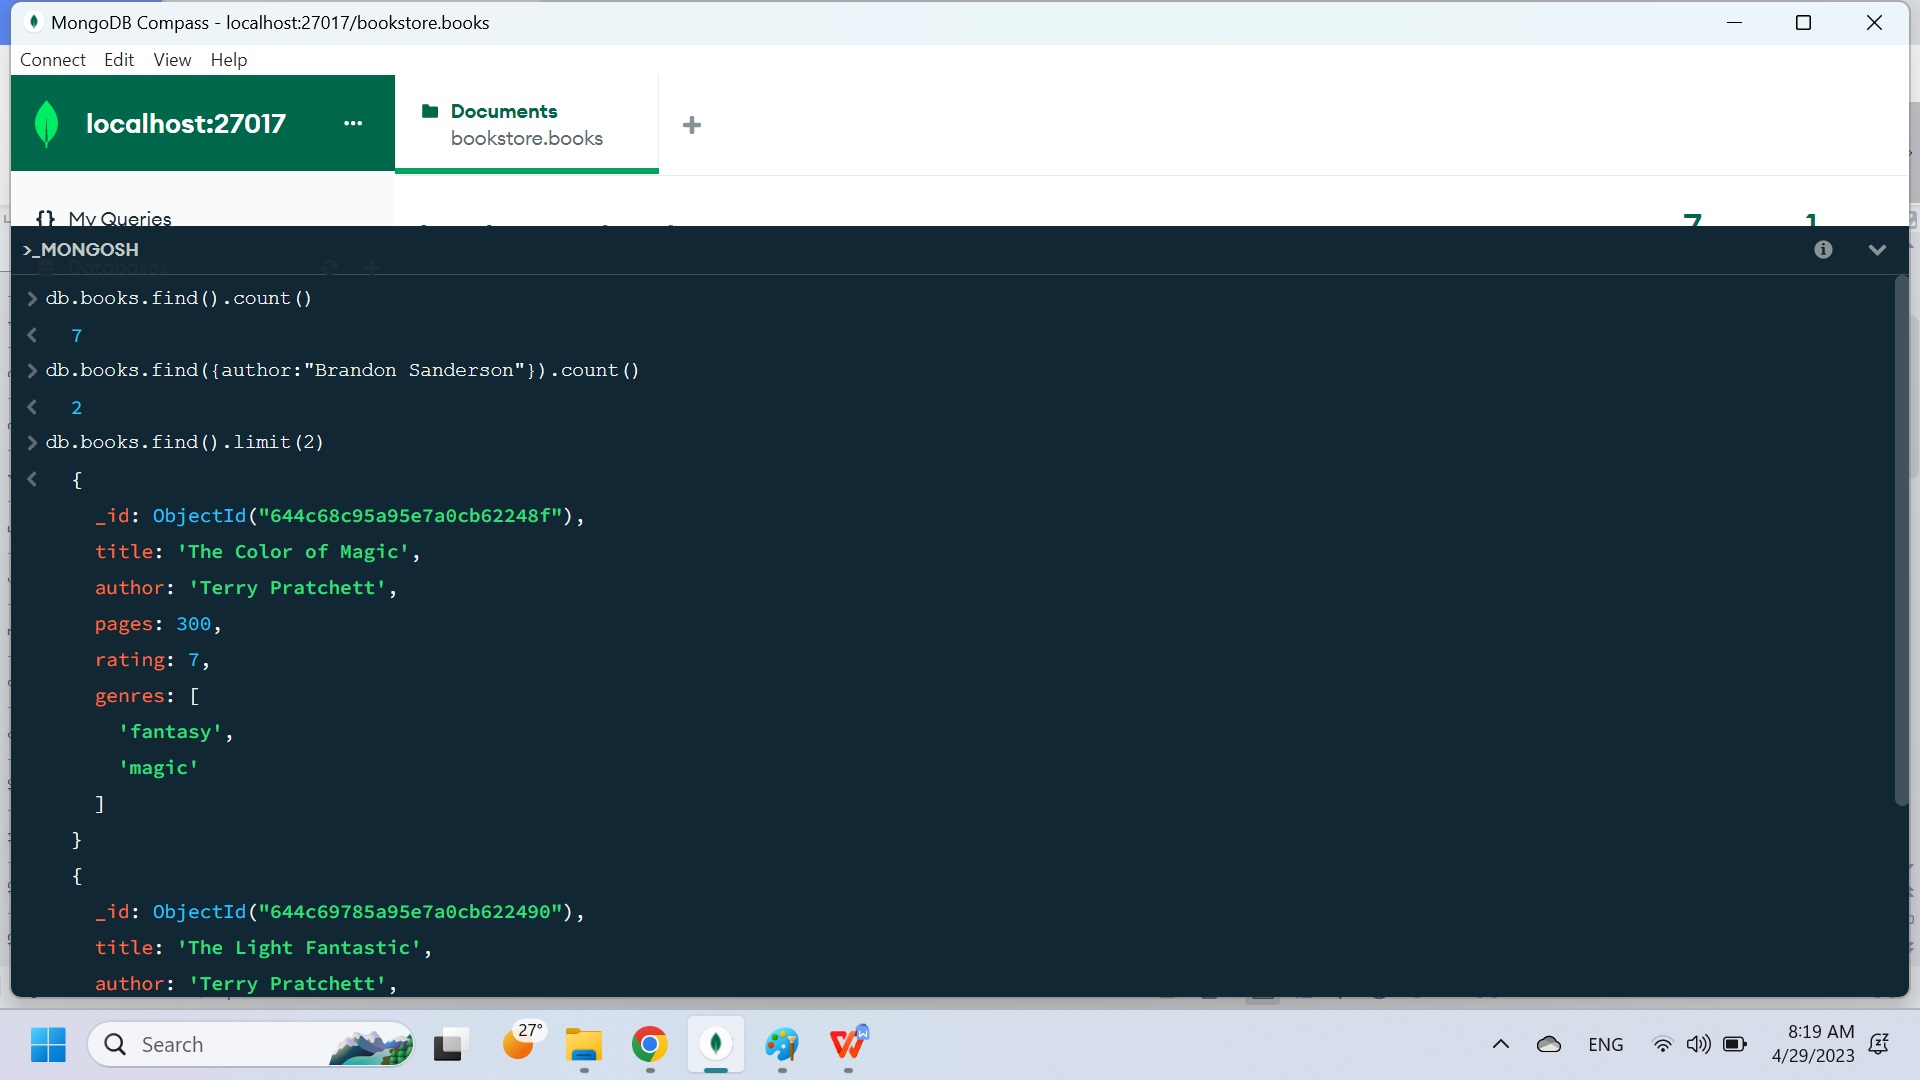 MongoDB Compass - localhost:27017/bookstore.books
Connect Edit View Help
localhost:27017 ...
Documents
bookstore.books
+
{} My Queries
7 1
>_MONGOSH
Databases
> db.books.find().count()
< 7
> db.books.find({author:"Brandon Sanderson"}).count()
< 2
> db.books.find().limit(2)
< {
_id: ObjectId("644c68c95a95e7a0cb62248f"),
title: 'The Color of Magic',
author: 'Terry Pratchett',
pages: 300,
rating: 7,
genres: [
'fantasy',
'magic'
]
}
{
_id: ObjectId("644c69785a95e7a0cb622490"),
title: 'The Light Fantastic',
author: 'Terry Pratchett',
Search
27°
ENG
8:19 AM
4/29/2023